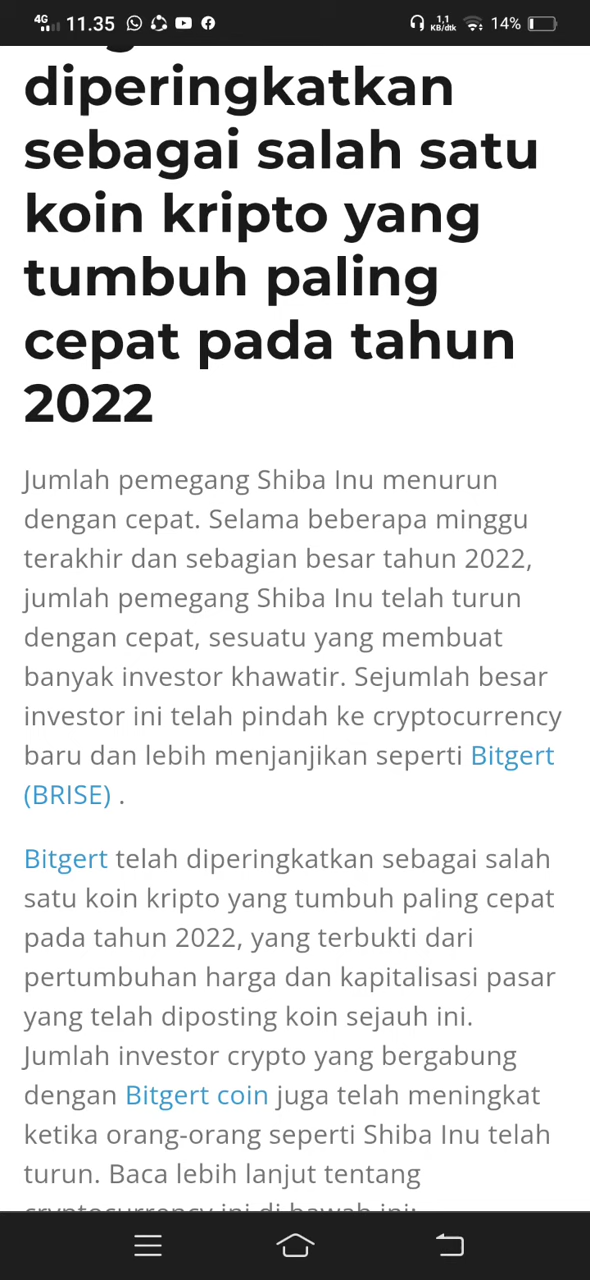 4G 11.35 1,1 KB/dtk 14%
diperingkatkan
sebagai salah satu
koin kripto yang
tumbuh paling
cepat pada tahun
2022
Jumlah pemegang Shiba Inu menurun
dengan cepat. Selama beberapa minggu
terakhir dan sebagian besar tahun 2022,
jumlah pemegang Shiba Inu telah turun
dengan cepat, sesuatu yang membuat
banyak investor khawatir. Sejumlah besar
investor ini telah pindah ke cryptocurrency
baru dan lebih menjanjikan seperti Bitgert
(BRISE) .
Bitgert telah diperingkatkan sebagai salah
satu koin kripto yang tumbuh paling cepat
pada tahun 2022, yang terbukti dari
pertumbuhan harga dan kapitalisasi pasar
yang telah diposting koin sejauh ini.
Jumlah investor crypto yang bergabung
dengan Bitgert coin juga telah meningkat
ketika orang-orang seperti Shiba Inu telah
turun. Baca lebih lanjut tentang
cryptocurrency ini di bawah ini: